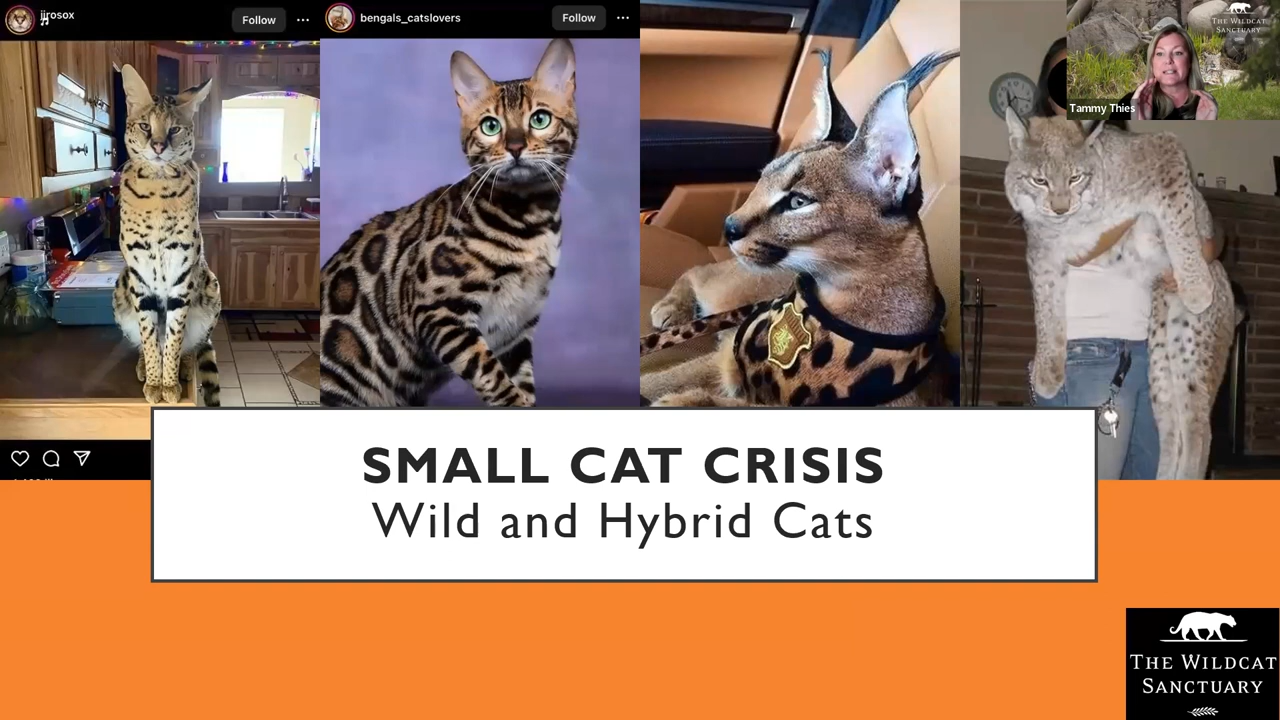 jirosox
Follow
bengals_catslovers
Follow
THE WILDCAT
SANCTUARY
Tammy Thies
SMALL CAT CRISIS
Wild and Hybrid Cats
THE WILDCAT
SANCTUARY